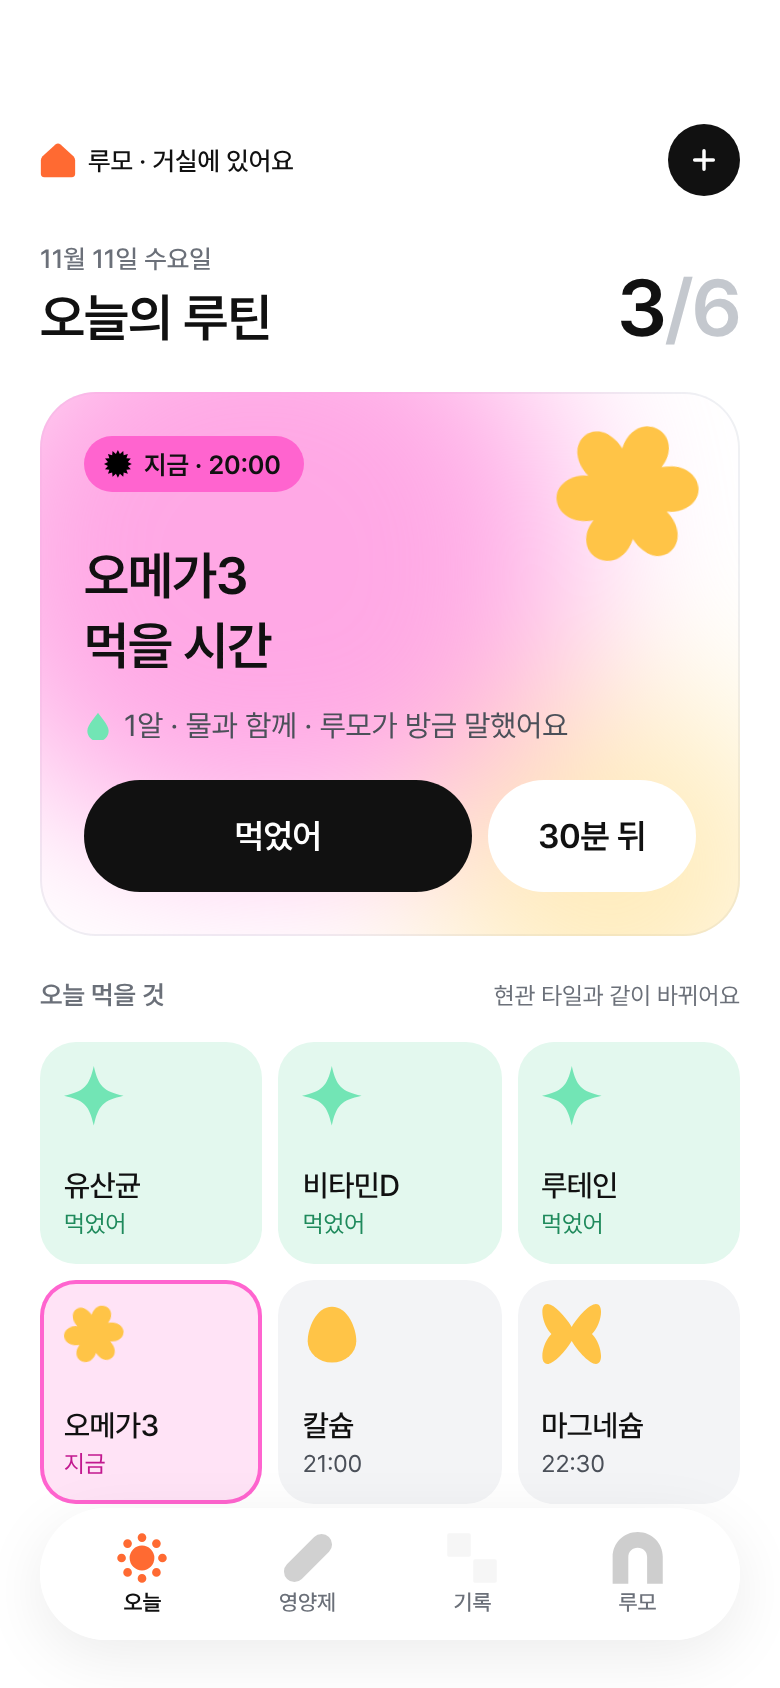 루모 · 거실에 있어요
11월 11일 수요일
오늘의 루틴
3/6
지금 · 20:00
오메가3
먹을 시간
1알 · 물과 함께 · 루모가 방금 말했어요
먹었어
30분 뒤
오늘 먹을 것
현관 타일과 같이 바뀌어요
유산균
먹었어
비타민D
먹었어
루테인
먹었어
오메가3
지금
칼슘
21:00
마그네슘
22:30
오늘
영양제
기록
루모